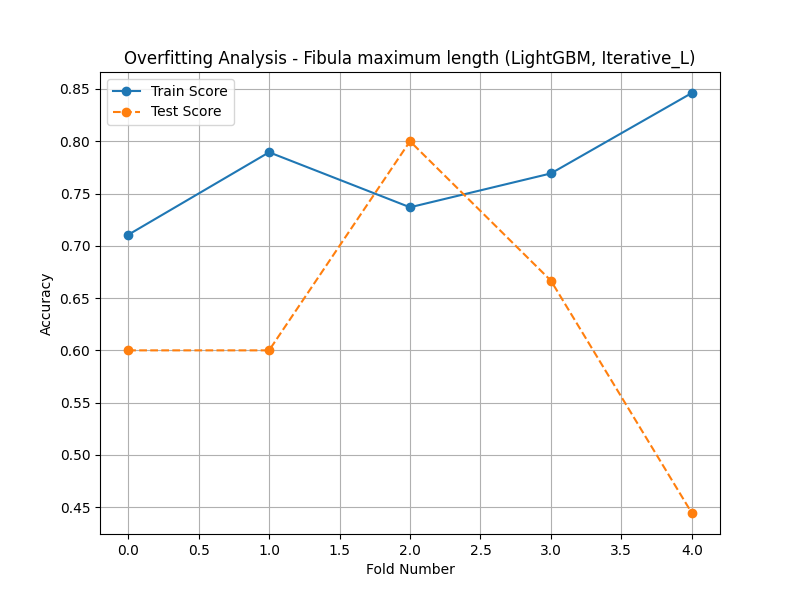 Overfitting Analysis - Fibula maximum length (LightGBM, Iterative_L)
Train Score
Test Score
Accuracy
0.85
0.80
0.75
0.70
0.65
0.60
0.55
0.50
0.45
0.0 0.5 1.0 1.5 2.0 2.5 3.0 3.5 4.0
Fold Number